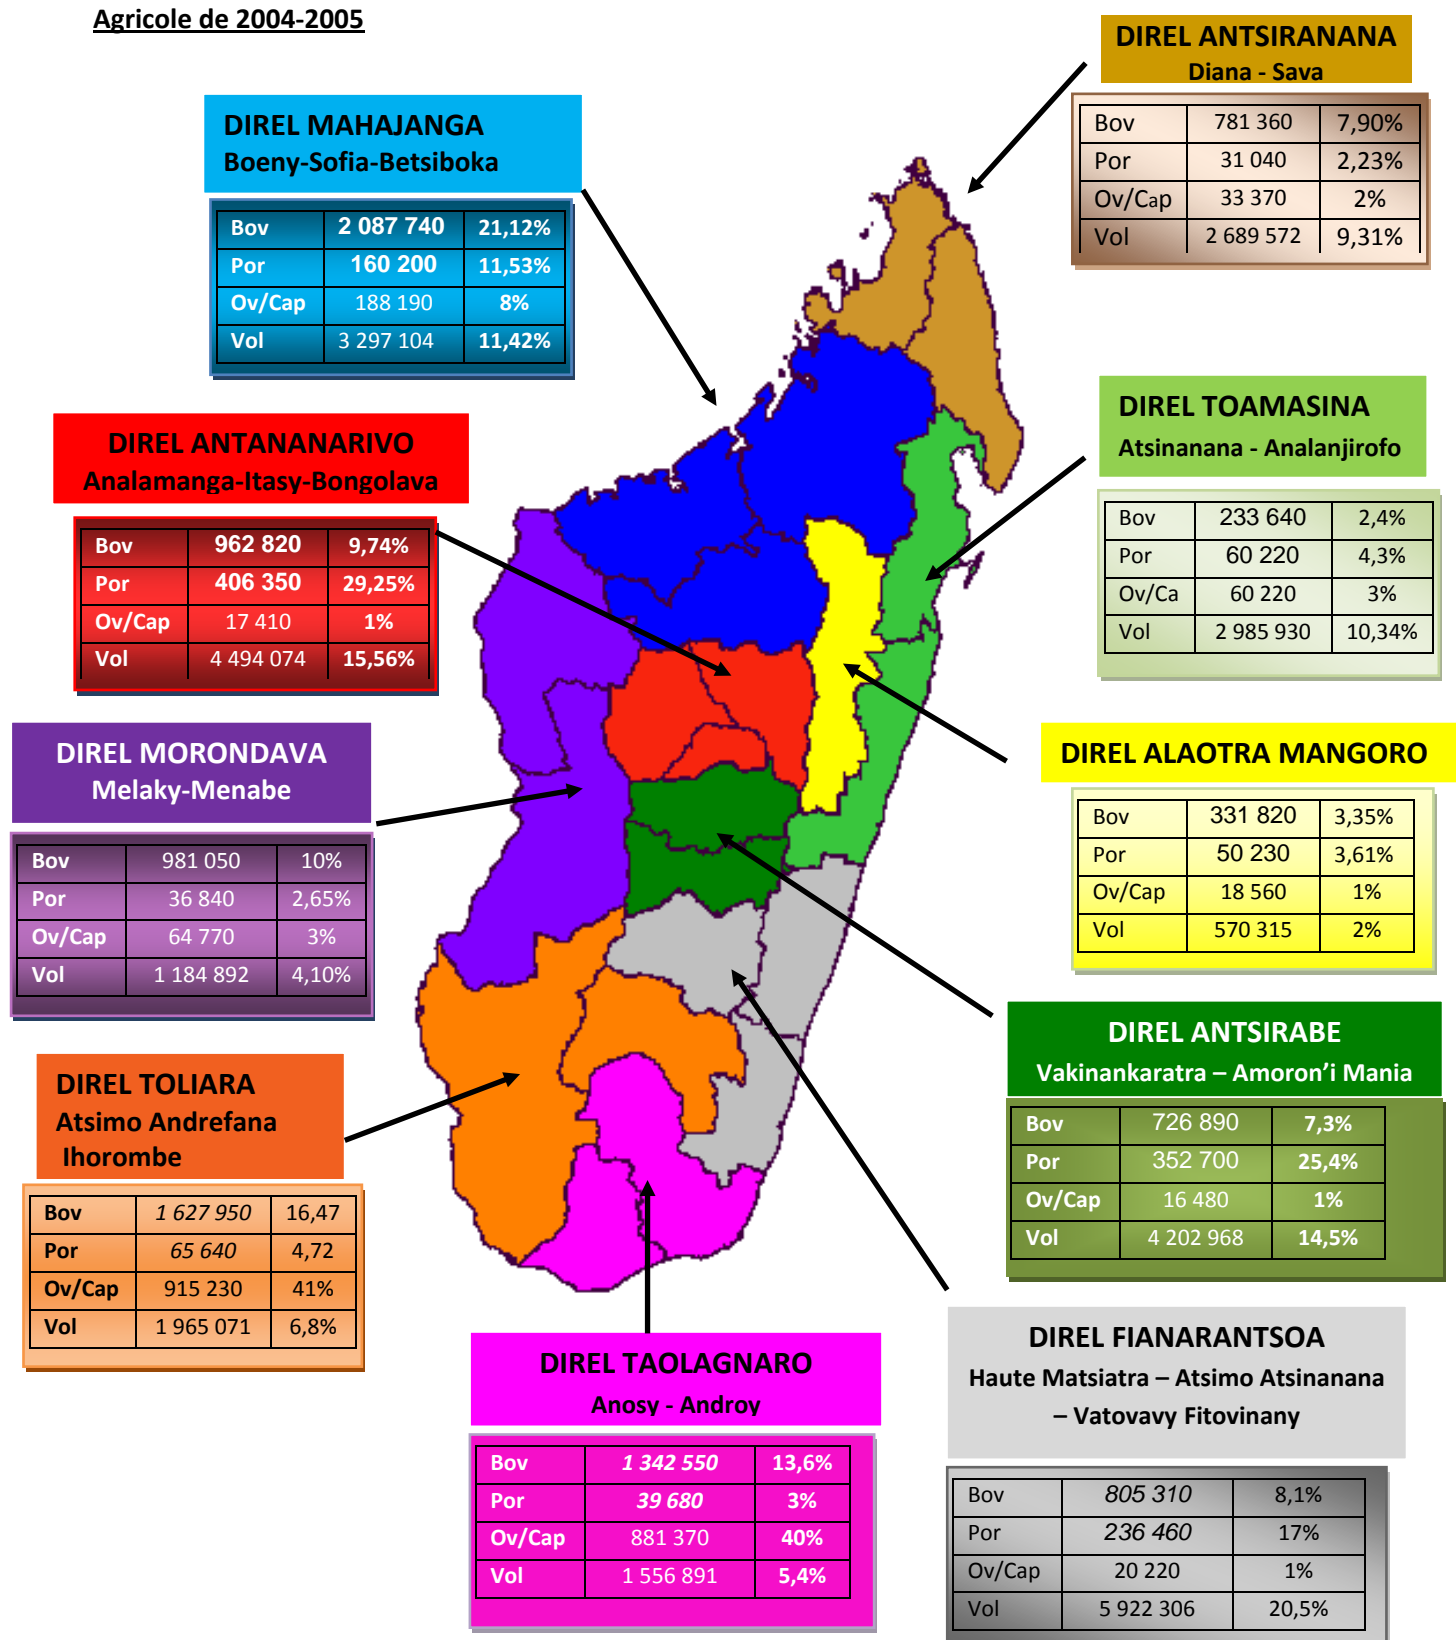 Agricole de 2004-2005
DIREL ANTSIRANANA
Diana - Sava
Bov 781 360 7,90%
Por 31 040 2,23%
Ov/Cap 33 370 2%
Vol 2 689 572 9,31%
DIREL MAHAJANGA
Boeny-Sofia-Betsiboka
Bov 2 087 740 21,12%
Por 160 200 11,53%
Ov/Cap 188 190 8%
Vol 3 297 104 11,42%
DIREL TOAMASINA
Atsinanana - Analanjirofo
Bov 233 640 2,4%
Por 60 220 4,3%
Ov/Ca 60 220 3%
Vol 2 985 930 10,34%
DIREL ANTANANARIVO
Analamanga-Itasy-Bongolava
Bov 962 820 9,74%
Por 406 350 29,25%
Ov/Cap 17 410 1%
Vol 4 494 074 15,56%
DIREL MORONDAVA
Melaky-Menabe
Bov 981 050 10%
Por 36 840 2,65%
Ov/Cap 64 770 3%
Vol 1 184 892 4,10%
DIREL ALAOTRA MANGORO
Bov 331 820 3,35%
Por 50 230 3,61%
Ov/Cap 18 560 1%
Vol 570 315 2%
DIREL ANTSIRABE
Vakinankaratra – Amoron’i Mania
Bov 726 890 7,3%
Por 352 700 25,4%
Ov/Cap 16 480 1%
Vol 4 202 968 14,5%
DIREL TOLIARA
Atsimo Andrefana
Ihorombe
Bov 1 627 950 16,47
Por 65 640 4,72
Ov/Cap 915 230 41%
Vol 1 965 071 6,8%
DIREL TAOLAGNARO
Anosy - Androy
Bov 1 342 550 13,6%
Por 39 680 3%
Ov/Cap 881 370 40%
Vol 1 556 891 5,4%
DIREL FIANARANTSOA
Haute Matsiatra – Atsimo Atsinanana
– Vatovavy Fitovinany
Bov 805 310 8,1%
Por 236 460 17%
Ov/Cap 20 220 1%
Vol 5 922 306 20,5%